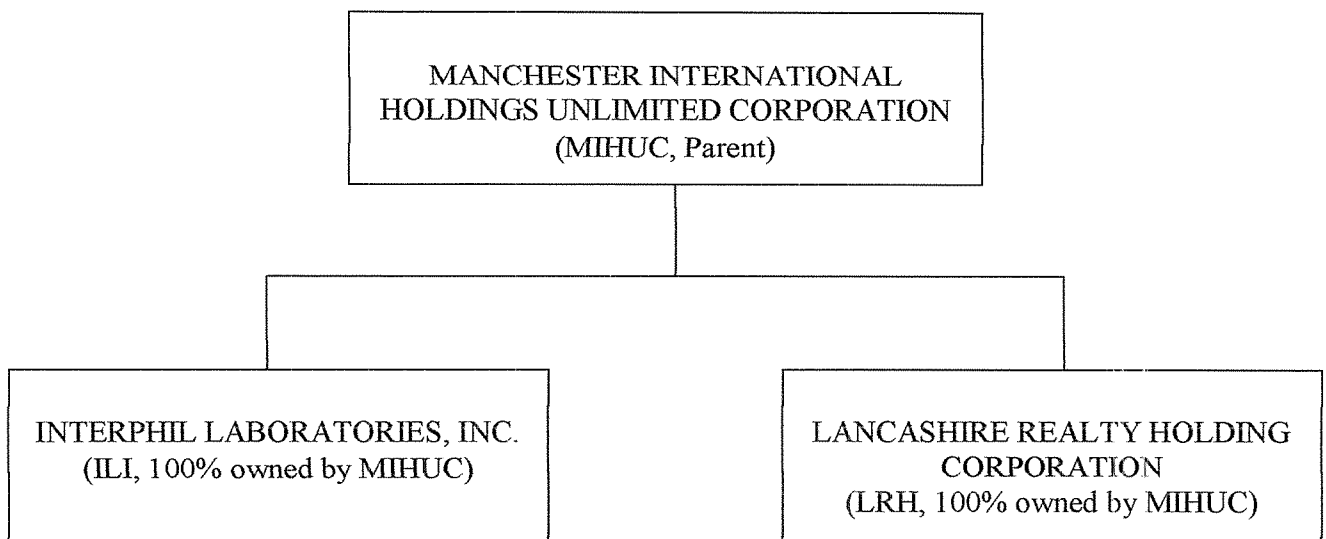 MANCHESTER INTERNATIONAL
HOLDINGS UNLIMITED CORPORATION
(MIHUC, Parent)
INTERPHIL LABORATORIES, INC.
(ILI, 100% owned by MIHUC)
LANCASHIRE REALTY HOLDING
CORPORATION
(LRH, 100% owned by MIHUC)